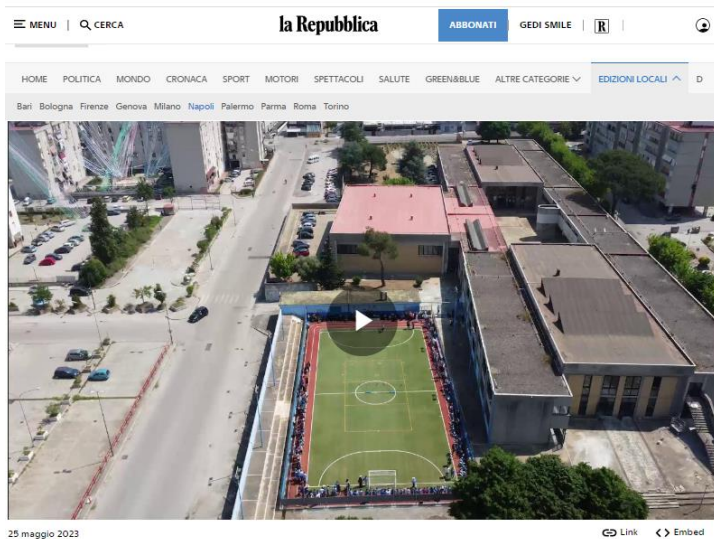 MENU | CERCA la Repubblica ABBONATI | GEDI SMILE | R |
HOME POLITICA MONDO CRONACA SPORT MOTORI SPETTACOLI SALUTE GREEN&BLUE ALTRE CATEGORIE EDIZIONI LOCALI D
Bari Bologna Firenze Genova Milano Napoli Palermo Parma Roma Torino
25 maggio 2023 Link Embed